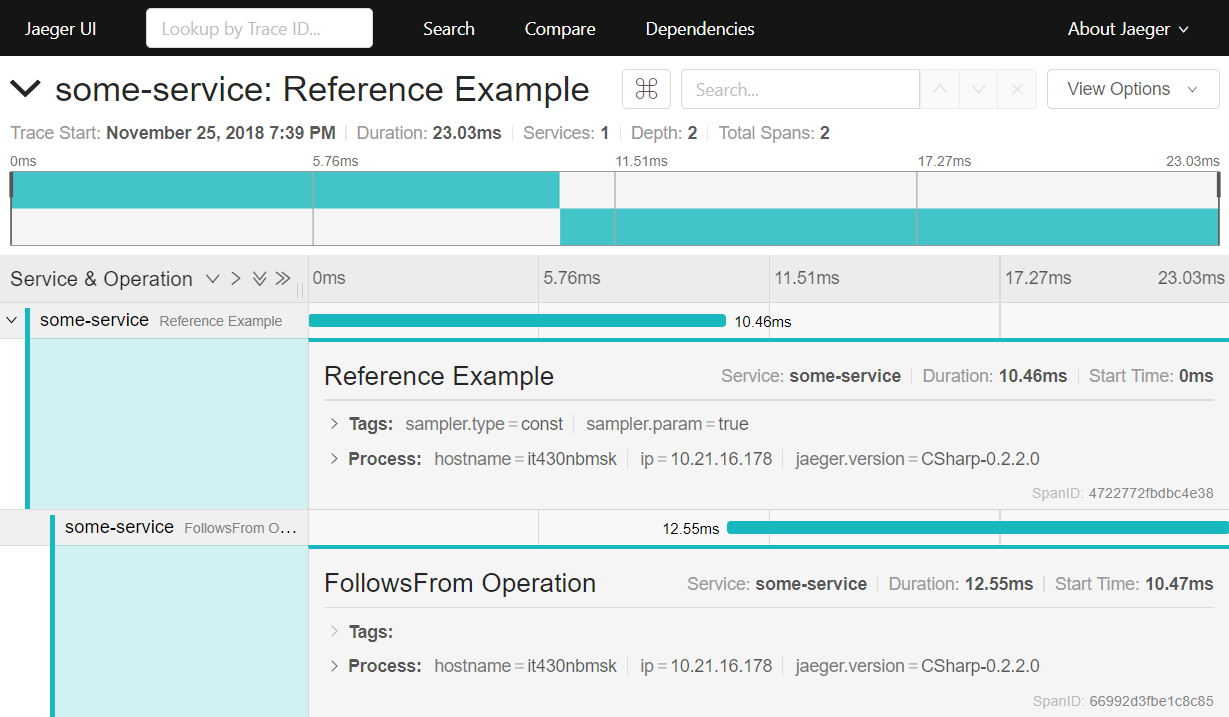 Jaeger UI Lookup by Trace ID... Search Compare Dependencies About Jaeger
some-service: Reference Example ⌘ Search... View Options
Trace Start: November 25, 2018 7:39 PM Duration: 23.03ms Services: 1 Depth: 2 Total Spans: 2
0ms 5.76ms 11.51ms 17.27ms 23.03ms
Service & Operation 0ms 5.76ms 11.51ms 17.27ms 23.03ms
some-service Reference Example 10.46ms
Reference Example Service: some-service Duration: 10.46ms Start Time: 0ms
Tags: sampler.type = const sampler.param = true
Process: hostname = it430nbmsk ip = 10.21.16.178 jaeger.version = CSharp-0.2.2.0
SpanID: 4722772fbdbc4e38
some-service FollowsFrom O... 12.55ms
FollowsFrom Operation Service: some-service Duration: 12.55ms Start Time: 10.47ms
Tags:
Process: hostname = it430nbmsk ip = 10.21.16.178 jaeger.version = CSharp-0.2.2.0
SpanID: 66992d3fbe1c8c85